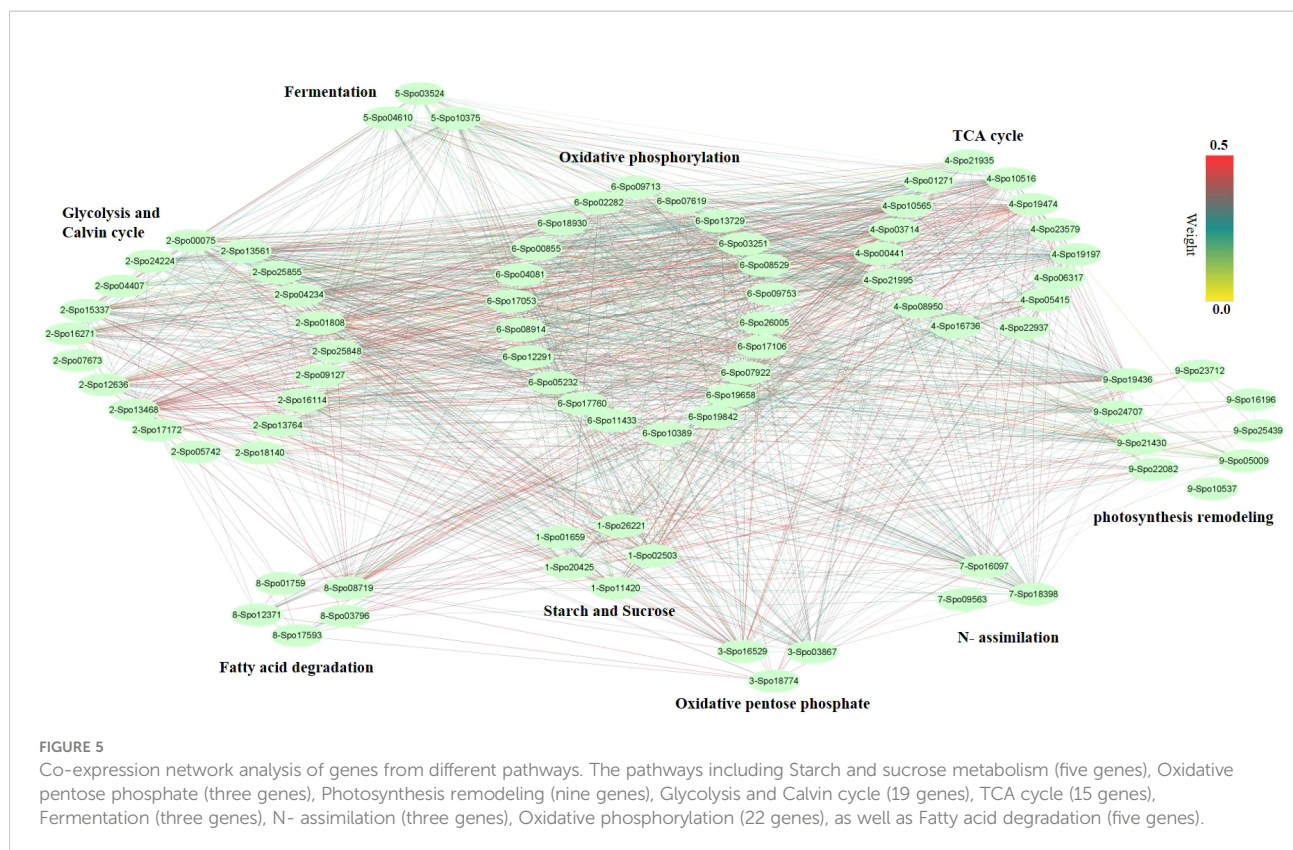 Fermentation
5-Spo03524
5-Spo04610
5-Spo10375
Oxidative phosphorylation
6-Spo09713
6-Spo02282
6-Spo07619
6-Spo18930
6-Spo13729
6-Spo00855
6-Spo03251
6-Spo04081
6-Spo08529
6-Spo17053
6-Spo09753
6-Spo08914
6-Spo26005
6-Spo12291
6-Spo17106
6-Spo05232
6-Spo07922
6-Spo17760
6-Spo19658
6-Spo11433
6-Spo19842
6-Spo10389
TCA cycle
4-Spo21935
4-Spo01271
4-Spo10516
4-Spo10565
4-Spo19474
4-Spo03714
4-Spo23579
4-Spo00441
4-Spo19197
4-Spo21995
4-Spo06317
4-Spo08950
4-Spo05415
4-Spo16736
4-Spo22937
0.5
Weight
0.0
Glycolysis and
Calvin cycle
2-Spo00075
2-Spo13561
2-Spo24224
2-Spo25855
2-Spo04407
2-Spo04234
2-Spo15337
2-Spo01808
2-Spo16271
2-Spo25848
2-Spo07673
2-Spo09127
2-Spo12636
2-Spo16114
2-Spo13468
2-Spo13764
2-Spo17172
2-Spo05742
2-Spo18140
9-Spo23712
9-Spo19436
9-Spo16196
9-Spo24707
9-Spo25439
9-Spo21430
9-Spo05009
9-Spo22082
9-Spo10537
photosynthesis remodeling
1-Spo26221
1-Spo01659
1-Spo02503
1-Spo20425
1-Spo11420
Starch and Sucrose
8-Spo01759
8-Spo08719
8-Spo12371
8-Spo03796
8-Spo17593
Fatty acid degradation
7-Spo16097
7-Spo09563
7-Spo18398
N- assimilation
3-Spo16529
3-Spo03867
3-Spo18774
Oxidative pentose phosphate
FIGURE 5
Co-expression network analysis of genes from different pathways. The pathways including Starch and sucrose metabolism (five genes), Oxidative
pentose phosphate (three genes), Photosynthesis remodeling (nine genes), Glycolysis and Calvin cycle (19 genes), TCA cycle (15 genes),
Fermentation (three genes), N- assimilation (three genes), Oxidative phosphorylation (22 genes), as well as Fatty acid degradation (five genes).